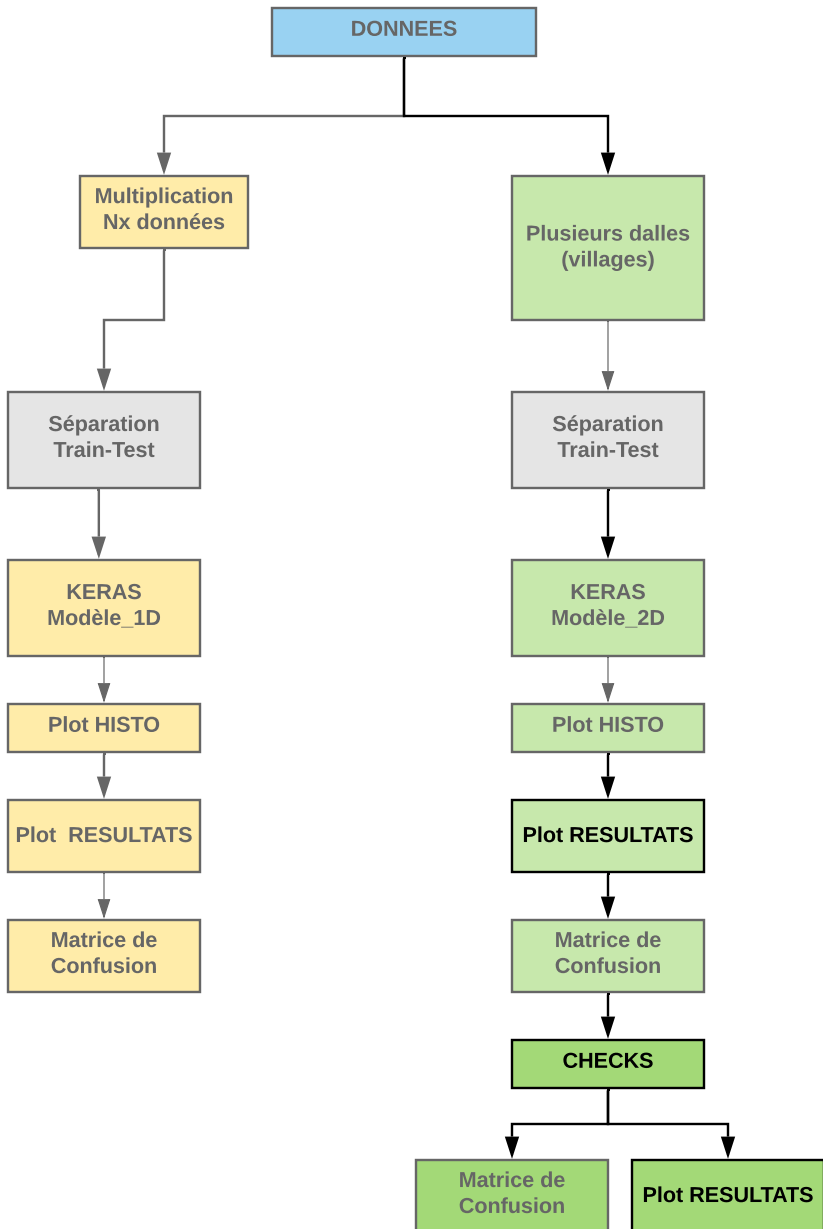 DONNEES
Multiplication
Nx données
Plusieurs dalles
(villages)
Séparation
Train-Test
Séparation
Train-Test
KERAS
Modèle_1D
KERAS
Modèle_2D
Plot HISTO
Plot HISTO
Plot  RESULTATS
Plot RESULTATS
Matrice de
Confusion
Matrice de
Confusion
CHECKS
Matrice de
Confusion
Plot RESULTATS